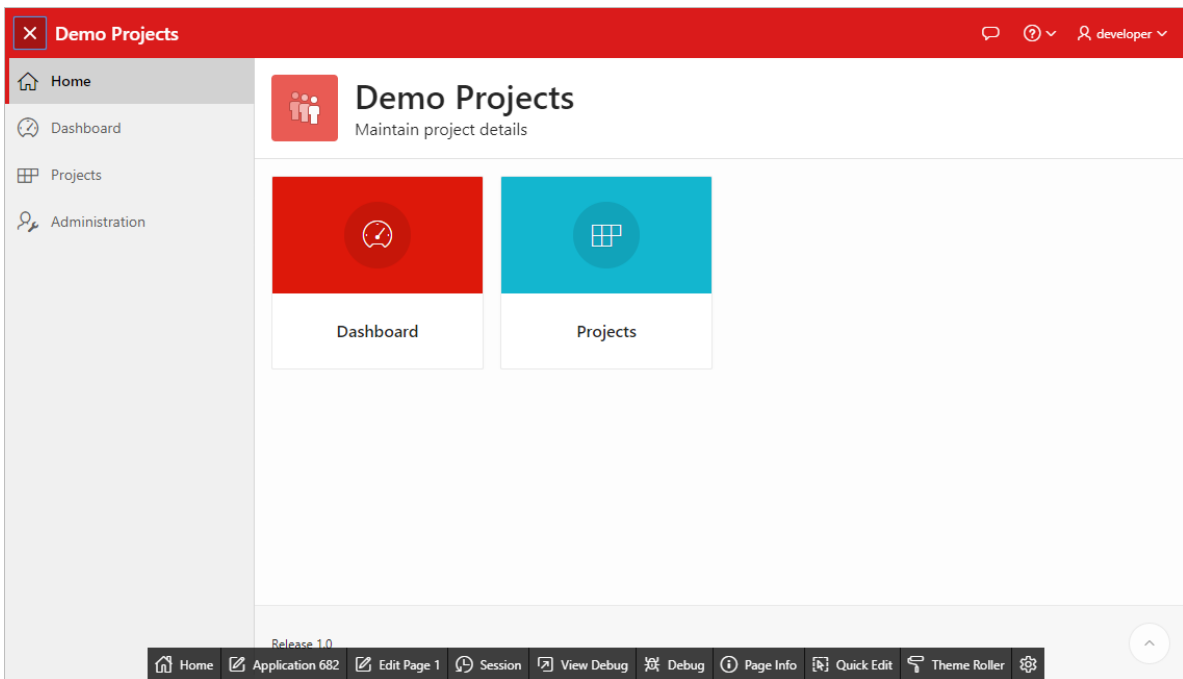 Demo Projects
developer
Home
Dashboard
Projects
Administration
Demo Projects
Maintain project details
Dashboard
Projects
Release 1.0
Home Application 682 Edit Page 1 Session View Debug Debug Page Info Quick Edit Theme Roller